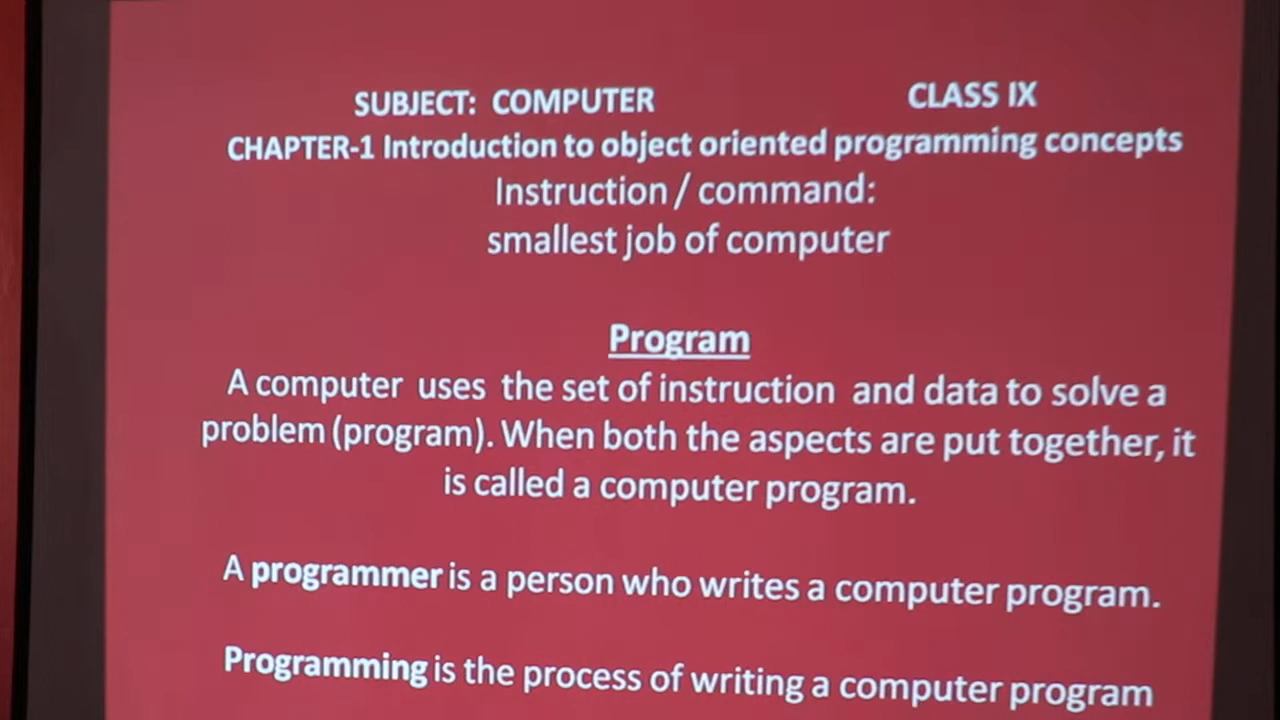 SUBJECT: COMPUTER CLASS IX
CHAPTER-1 Introduction to object oriented programming concepts
Instruction / command:
smallest job of computer
Program
A computer uses the set of instruction and data to solve a
problem (program). When both the aspects are put together, it
is called a computer program.
A programmer is a person who writes a computer program.
Programming is the process of writing a computer program